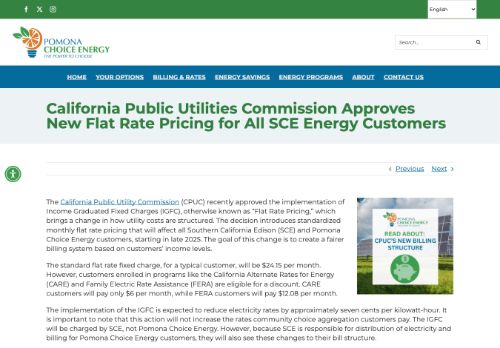 English
POMONA
CHOICE ENERGY
THE POWER TO CHOOSE
Search...
HOME YOUR OPTIONS BILLING & RATES ENERGY SAVINGS ENERGY PROGRAMS ABOUT CONTACT US
California Public Utilities Commission Approves
New Flat Rate Pricing for All SCE Energy Customers
Previous Next
The California Public Utility Commission (CPUC) recently approved the implementation of
Income Graduated Fixed Charges (IGFC), otherwise known as "Flat Rate Pricing," which
brings a change in how utility costs are structured. The decision introduces standardized
monthly flat rate pricing that will affect all Southern California Edison (SCE) and Pomona
Choice Energy customers, starting in late 2025. The goal of this change is to create a fairer
billing system based on customers' income levels.
POMONA
CHOICE ENERGY
READ ABOUT:
CPUC'S NEW BILLING
STRUCTURE
The standard flat rate fixed charge, for a typical customer, will be $24.15 per month.
However, customers enrolled in programs like the California Alternate Rates for Energy
(CARE) and Family Electric Rate Assistance (FERA) are eligible for a discount. CARE
customers will pay only $6 per month, while FERA customers will pay $12.08 per month.
The implementation of the IGFC is expected to reduce electricity rates by approximately seven cents per kilowatt-hour. It
is important to note that this action will not increase the rates community choice aggregation customers pay. The IGFC
will be charged by SCE, not Pomona Choice Energy. However, because SCE is responsible for distribution of electricity and
billing for Pomona Choice Energy customers, they will also see these changes to their bill structure.